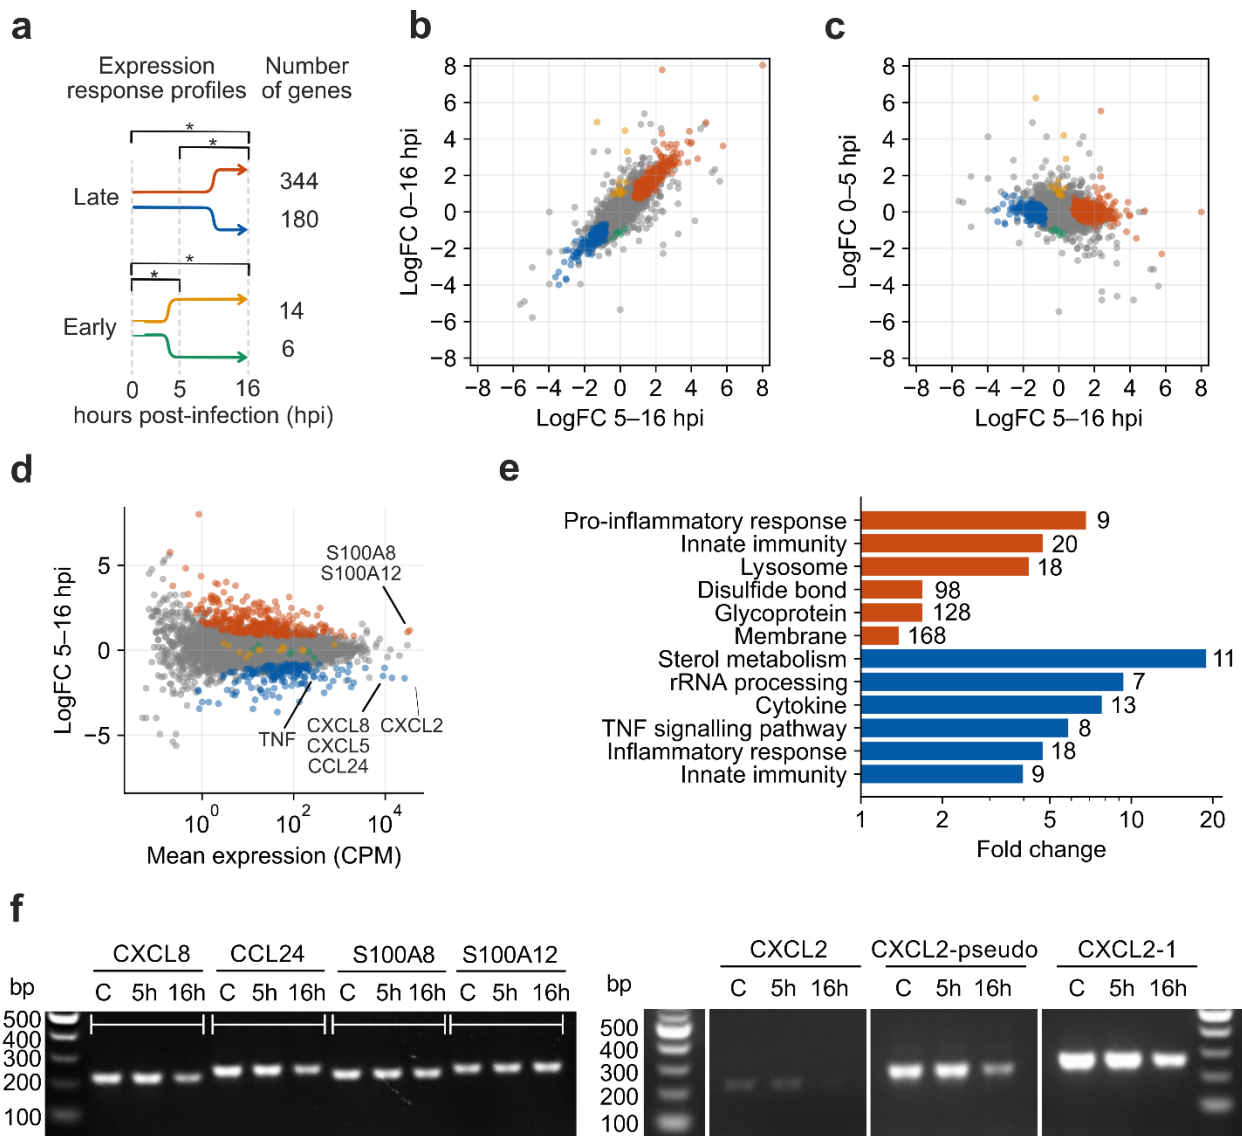 a
Expression
response profiles
Number
of genes
*
*
Late
344
180
*
*
Early
14
6
0 5 16
hours post-infection (hpi)
b
LogFC 0–16 hpi
8
6
4
2
0
−2
−4
−6
−8
−8 −6 −4 −2 0 2 4 6 8
LogFC 5–16 hpi
c
LogFC 0–5 hpi
8
6
4
2
0
−2
−4
−6
−8
−8 −6 −4 −2 0 2 4 6 8
LogFC 5–16 hpi
d
LogFC 5–16 hpi
5
0
−5
S100A8
S100A12
TNF
CXCL8
CXCL5
CCL24
CXCL2
10^0 10^2 10^4
Mean expression (CPM)
e
Pro-inflammatory response 9
Innate immunity 20
Lysosome 18
Disulfide bond 98
Glycoprotein 128
Membrane 168
Sterol metabolism 11
rRNA processing 7
Cytokine 13
TNF signalling pathway 8
Inflammatory response 18
Innate immunity 9
1 2 5 10 20
Fold change
f
CXCL8 CCL24 S100A8 S100A12
bp C 5h 16h C 5h 16h C 5h 16h C 5h 16h
500
400
300
200
100
CXCL2 CXCL2-pseudo CXCL2-1
bp C 5h 16h C 5h 16h C 5h 16h
500
400
300
200
100